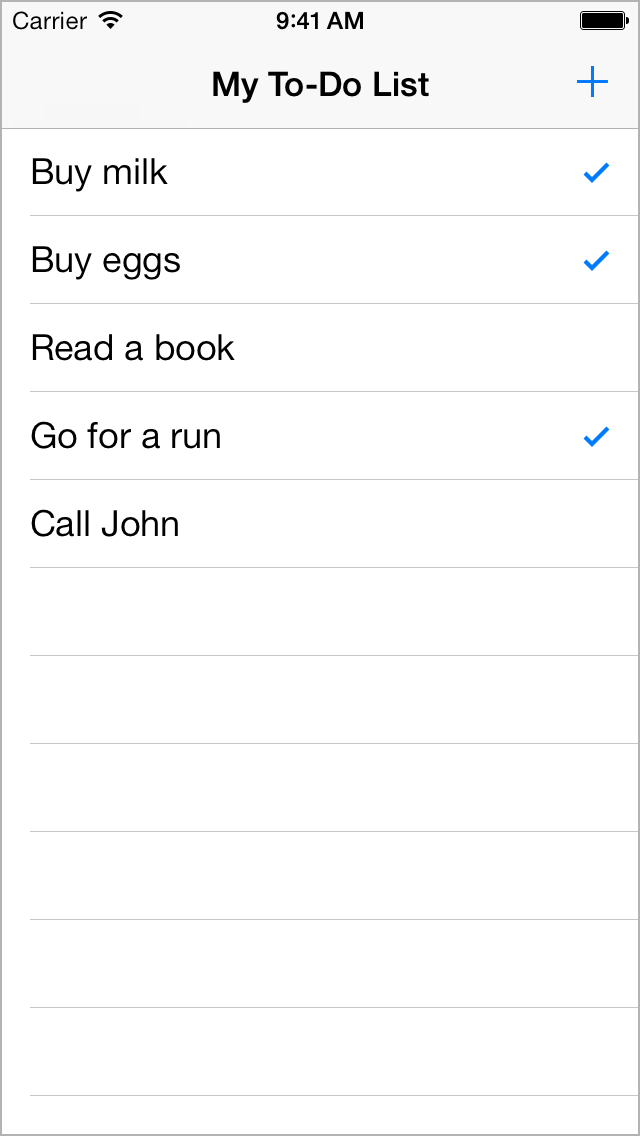 Carrier 9:41 AM
My To-Do List
Buy milk
Buy eggs
Read a book
Go for a run
Call John